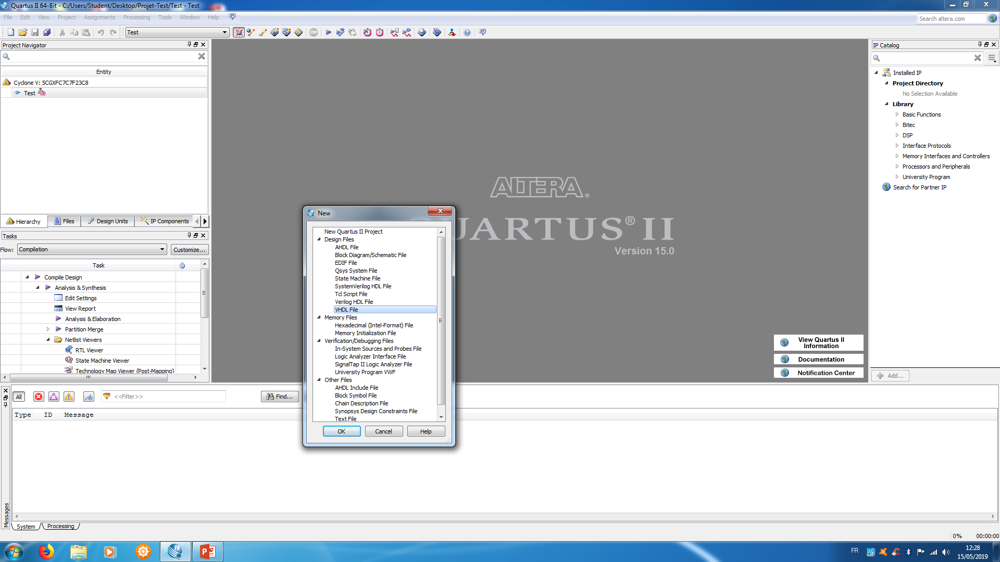 Quartus II 64-Bit - C:/Users/Student/Desktop/Projet-Test/Test - Test
File Edit View Project Assignments Processing Tools Window Help
Search altera.com
Test
STOP
Project Navigator
Entity
Cyclone V: 5CGXFC7C7F23C8
Test
Hierarchy Files Design Units IP Components
Tasks
Flow: Compilation Customize...
Task
Compile Design
Analysis & Synthesis
Edit Settings
View Report
Analysis & Elaboration
Partition Merge
Netlist Viewers
RTL Viewer
State Machine Viewer
Technology Map Viewer (Post-Mapping)
ALTERA®
UARTUS® II
Version 15.0
View Quartus II
Information
Documentation
Notification Center
New
New Quartus II Project
Design Files
AHDL File
Block Diagram/Schematic File
EDIF File
Qsys System File
State Machine File
SystemVerilog HDL File
Tcl Script File
Verilog HDL File
VHDL File
Memory Files
Hexadecimal (Intel-Format) File
Memory Initialization File
Verification/Debugging Files
In-System Sources and Probes File
Logic Analyzer Interface File
SignalTap II Logic Analyzer File
University Program VWF
Other Files
AHDL Include File
Block Symbol File
Chain Description File
Synopsys Design Constraints File
Text File
OK Cancel Help
IP Catalog
Installed IP
Project Directory
No Selection Available
Library
Basic Functions
Bitec
DSP
Interface Protocols
Memory Interfaces and Controllers
Processors and Peripherals
University Program
Search for Partner IP
Add...
All <<Filter>> Find...
Type ID Message
Messages
System Processing
0% 00:00:00
FR
12:28
15/05/2019